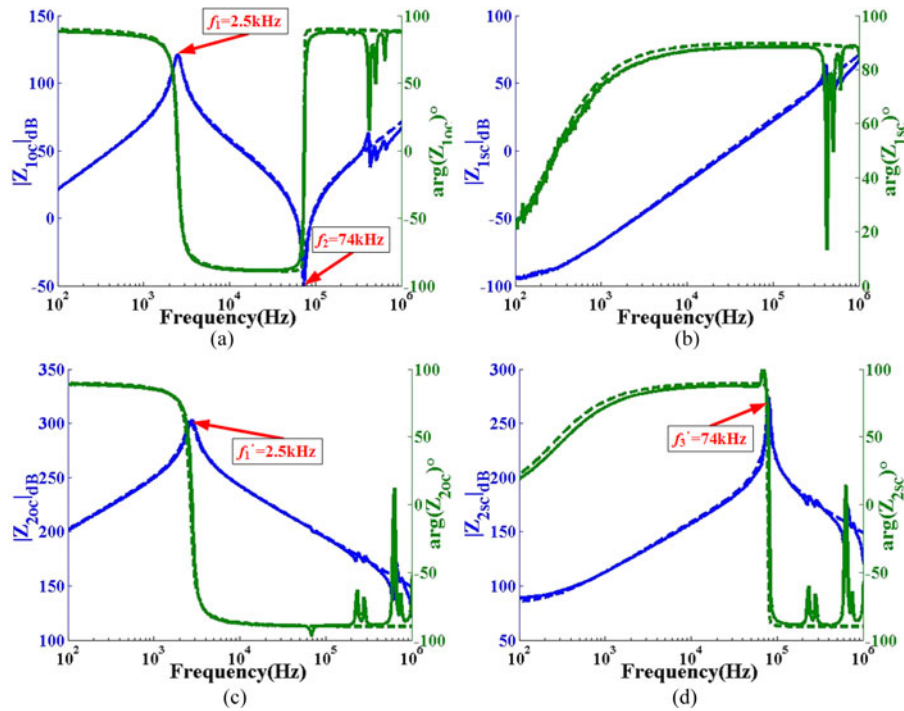 150
100
50
0
-50
|Z1oc|dB
f1=2.5kHz
f2=74kHz
100
50
0
-50
-100
arg(Z1oc)°
10^2 10^3 10^4 10^5 10^6
Frequency(Hz)
(a)
150
100
50
0
-50
-100
|Z1sc|dB
100
80
60
40
20
0
arg(Z1sc)°
10^2 10^3 10^4 10^5 10^6
Frequency(Hz)
(b)
350
300
250
200
150
100
|Z2oc|dB
f1'=2.5kHz
100
50
0
-50
-100
arg(Z2oc)°
10^2 10^3 10^4 10^5 10^6
Frequency(Hz)
(c)
300
250
200
150
100
50
|Z2sc|dB
f3'=74kHz
100
50
0
-50
-100
arg(Z2sc)°
10^2 10^3 10^4 10^5 10^6
Frequency(Hz)
(d)